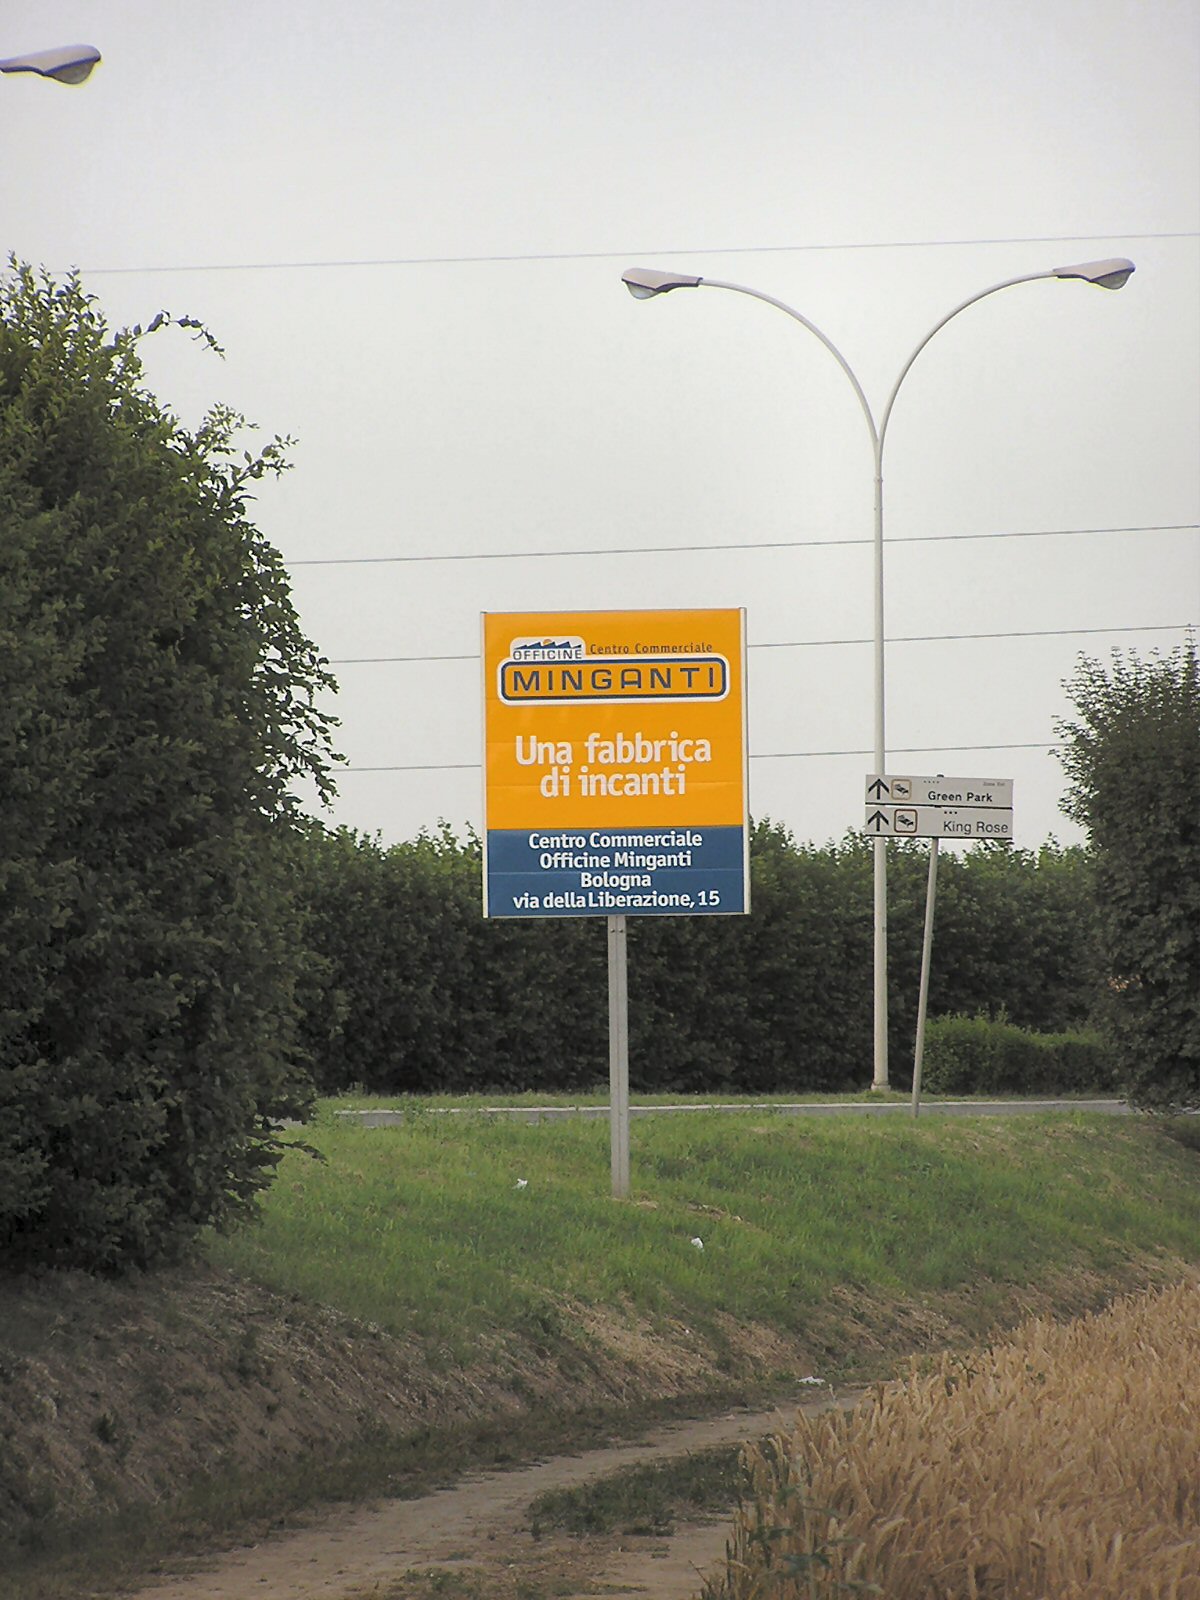 OFFICINE Centro Commerciale
MINGANTI
Una fabbrica
di incanti
Centro Commerciale
Officine Minganti
Bologna
via della Liberazione, 15
Green Park
King Rose